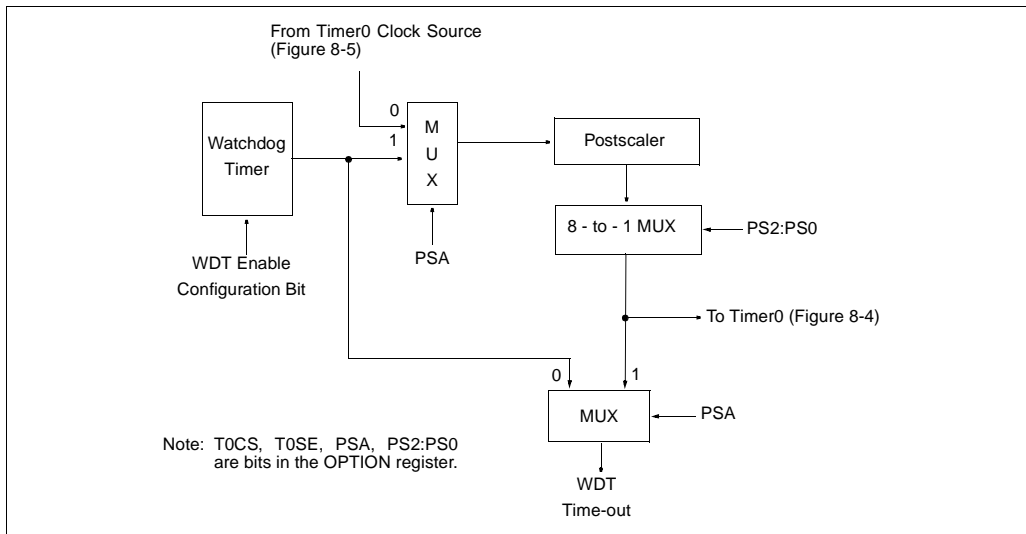 From Timer0 Clock Source
(Figure 8-5)
0
1
M
U
X
Watchdog
Timer
Postscaler
8 - to - 1 MUX
PS2:PS0
PSA
WDT Enable
Configuration Bit
To Timer0 (Figure 8-4)
0
1
MUX
PSA
Note: T0CS, T0SE, PSA, PS2:PS0
are bits in the OPTION register.
WDT
Time-out